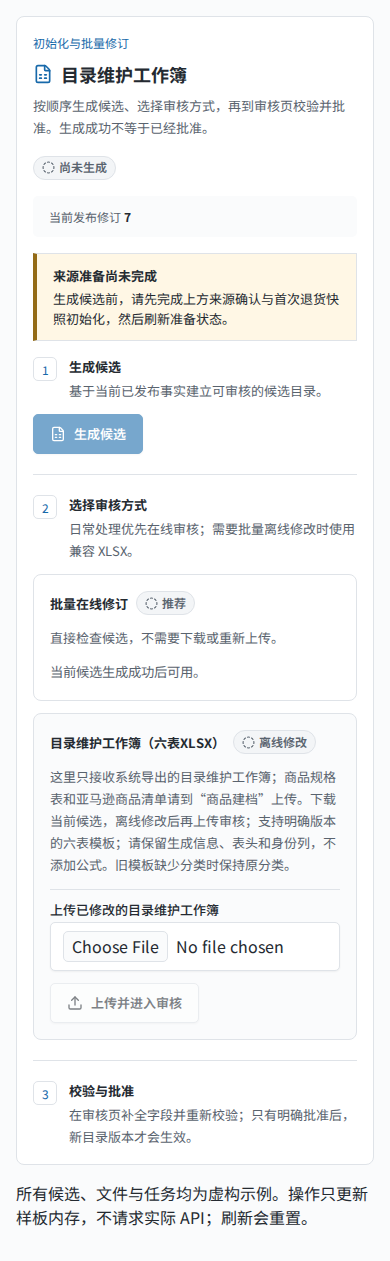 初始化与批量修订
目录维护工作簿
按顺序生成候选、选择审核方式，再到审核页校验并批
准。生成成功不等于已经批准。
尚未生成
当前发布修订 7
来源准备尚未完成
生成候选前，请先完成上方来源确认与首次退货快
照初始化，然后刷新准备状态。
1 生成候选
基于当前已发布事实建立可审核的候选目录。
生成候选
2 选择审核方式
日常处理优先在线审核；需要批量离线修改时使用
兼容 XLSX。
批量在线修订 推荐
直接检查候选，不需要下载或重新上传。
当前候选生成成功后可用。
目录维护工作簿（六表XLSX） 离线修改
这里只接收系统导出的目录维护工作簿；商品规格
表和亚马逊商品清单请到“商品建档”上传。下载
当前候选，离线修改后再上传审核；支持明确版本
的六表模板；请保留生成信息、表头和身份列，不
添加公式。旧模板缺少分类时保持原分类。
上传已修改的目录维护工作簿
Choose File No file chosen
上传并进入审核
3 校验与批准
在审核页补全字段并重新校验；只有明确批准后，
新目录版本才会生效。
所有候选、文件与任务均为虚构示例。操作只更新
样板内存，不请求实际 API；刷新会重置。